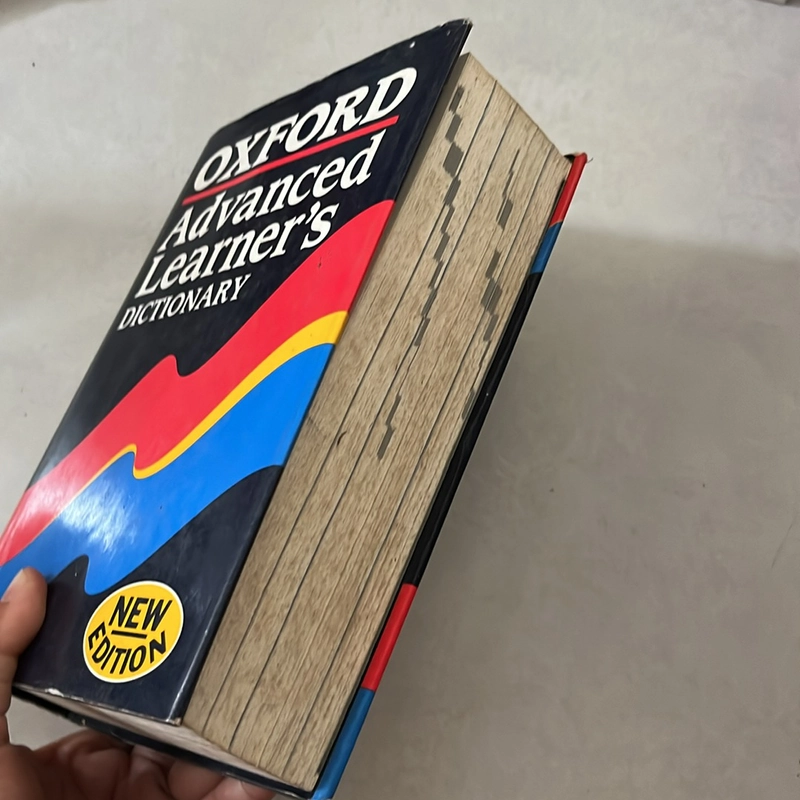 OXFORD
Advanced
Learner's
DICTIONARY
NEW
EDITION